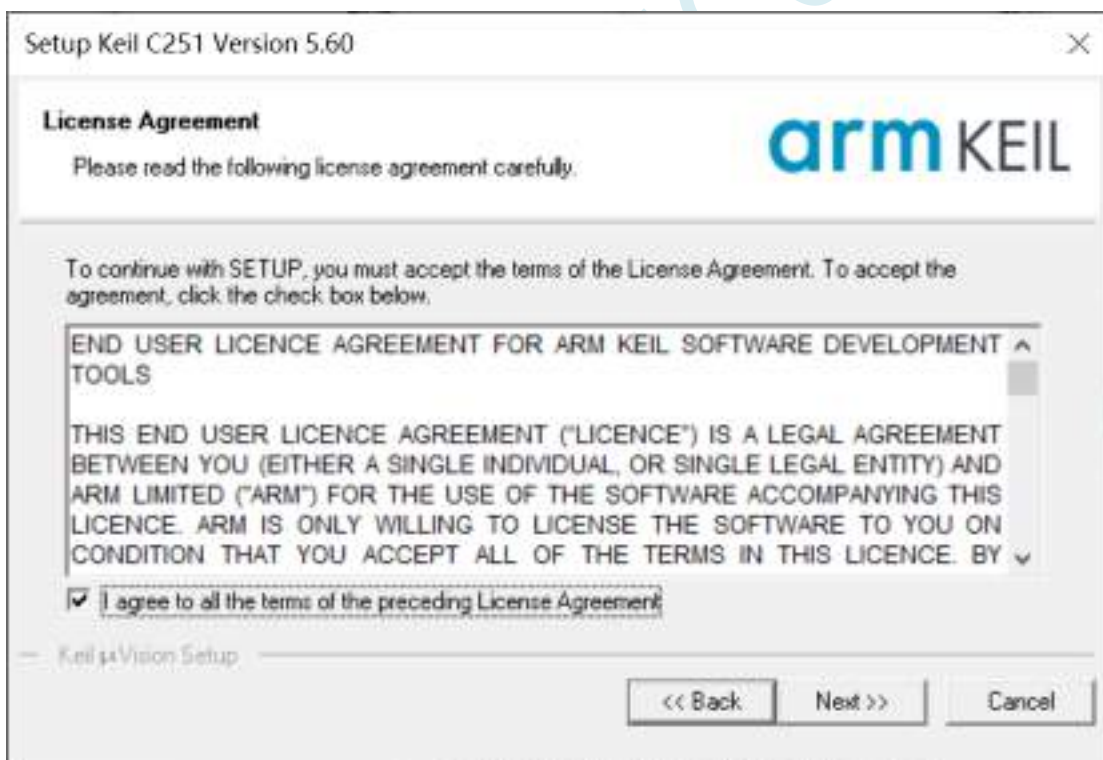 Setup Keil C251 Version 5.60
License Agreement
Please read the following license agreement carefully.
arm KEIL
To continue with SETUP, you must accept the terms of the License Agreement. To accept the
agreement, click the check box below.
END USER LICENCE AGREEMENT FOR ARM KEIL SOFTWARE DEVELOPMENT
TOOLS
THIS END USER LICENCE AGREEMENT ("LICENCE") IS A LEGAL AGREEMENT
BETWEEN YOU (EITHER A SINGLE INDIVIDUAL, OR SINGLE LEGAL ENTITY) AND
ARM LIMITED ("ARM") FOR THE USE OF THE SOFTWARE ACCOMPANYING THIS
LICENCE. ARM IS ONLY WILLING TO LICENSE THE SOFTWARE TO YOU ON
CONDITION THAT YOU ACCEPT ALL OF THE TERMS IN THIS LICENCE. BY
I agree to all the terms of the preceding License Agreement
Keil µVision Setup
<< Back
Next >>
Cancel